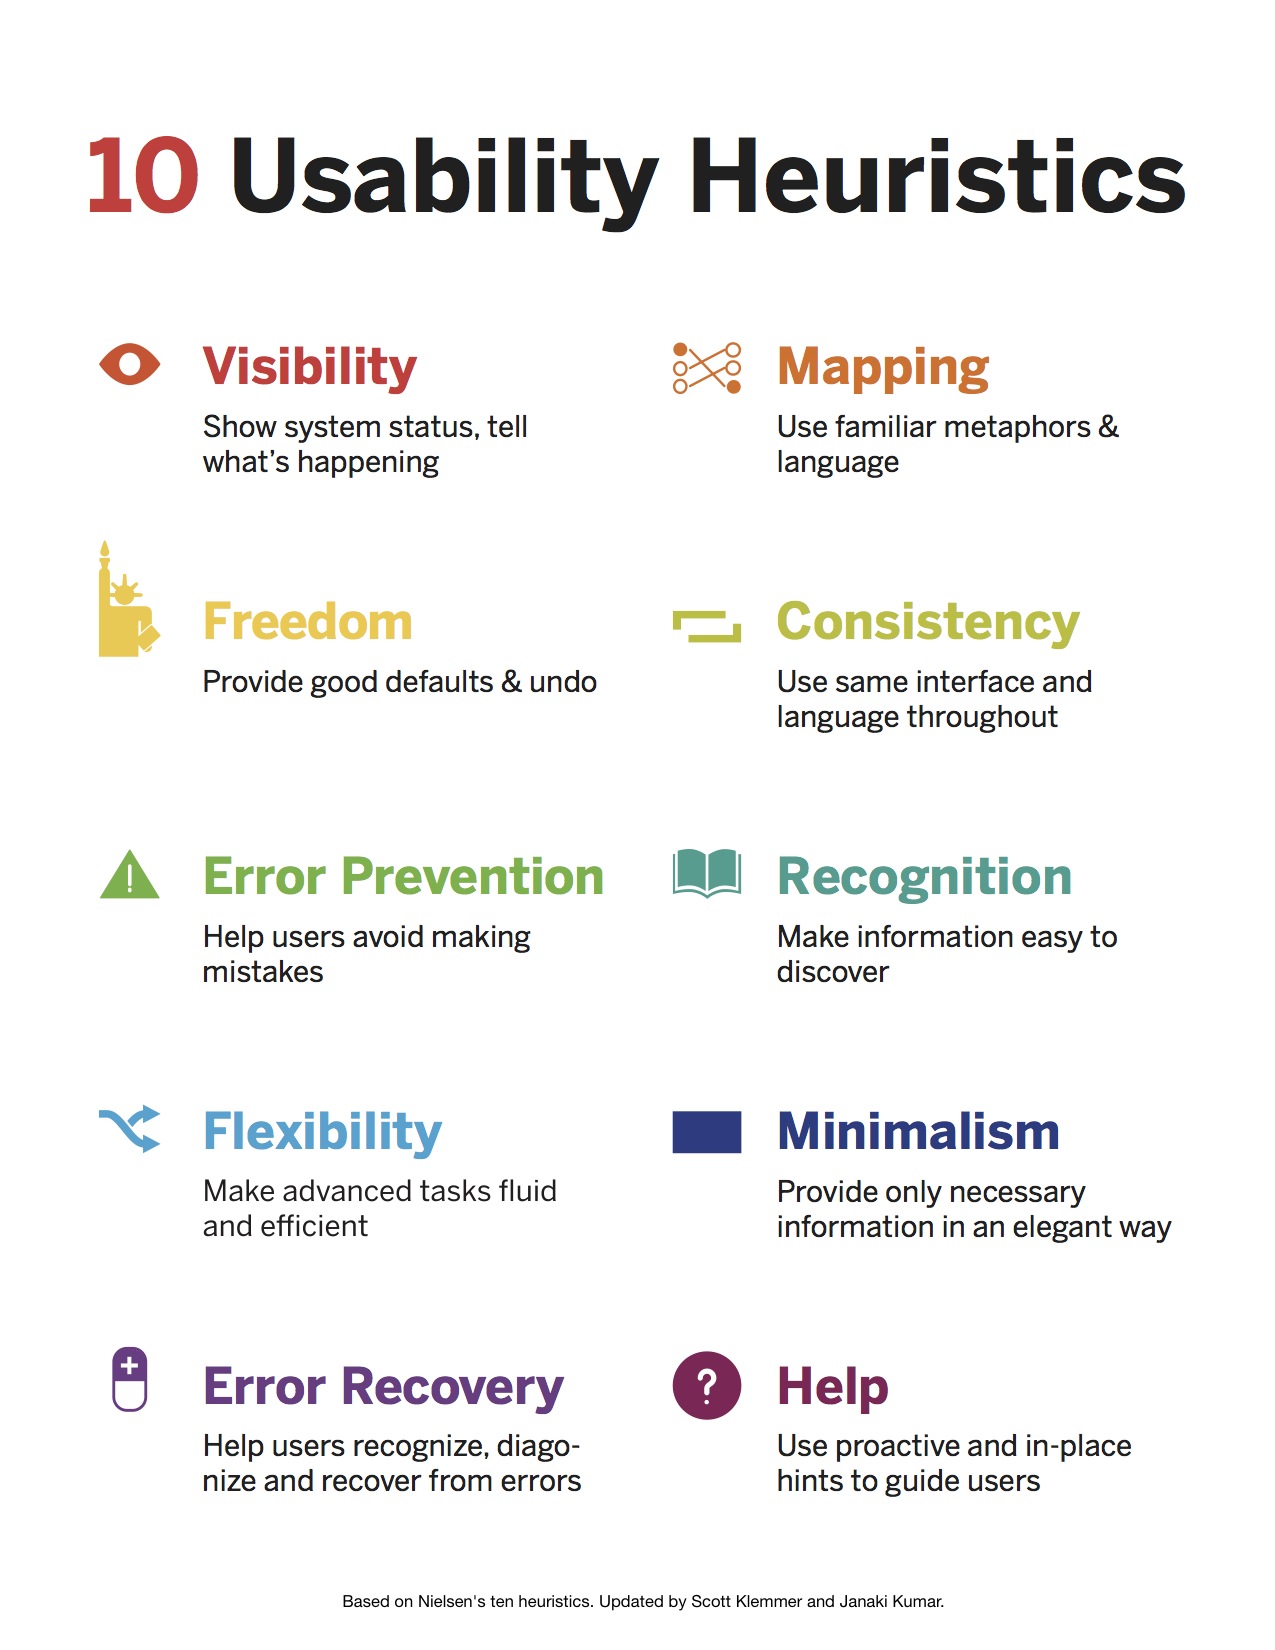 10 Usability Heuristics
Visibility
Show system status, tell
what's happening
Mapping
Use familiar metaphors &
language
Freedom
Provide good defaults & undo
Consistency
Use same interface and
language throughout
Error Prevention
Help users avoid making
mistakes
Recognition
Make information easy to
discover
Flexibility
Make advanced tasks fluid
and efficient
Minimalism
Provide only necessary
information in an elegant way
Error Recovery
Help users recognize, diago-
nize and recover from errors
Help
Use proactive and in-place
hints to guide users
Based on Nielsen's ten heuristics. Updated by Scott Klemmer and Janaki Kumar.